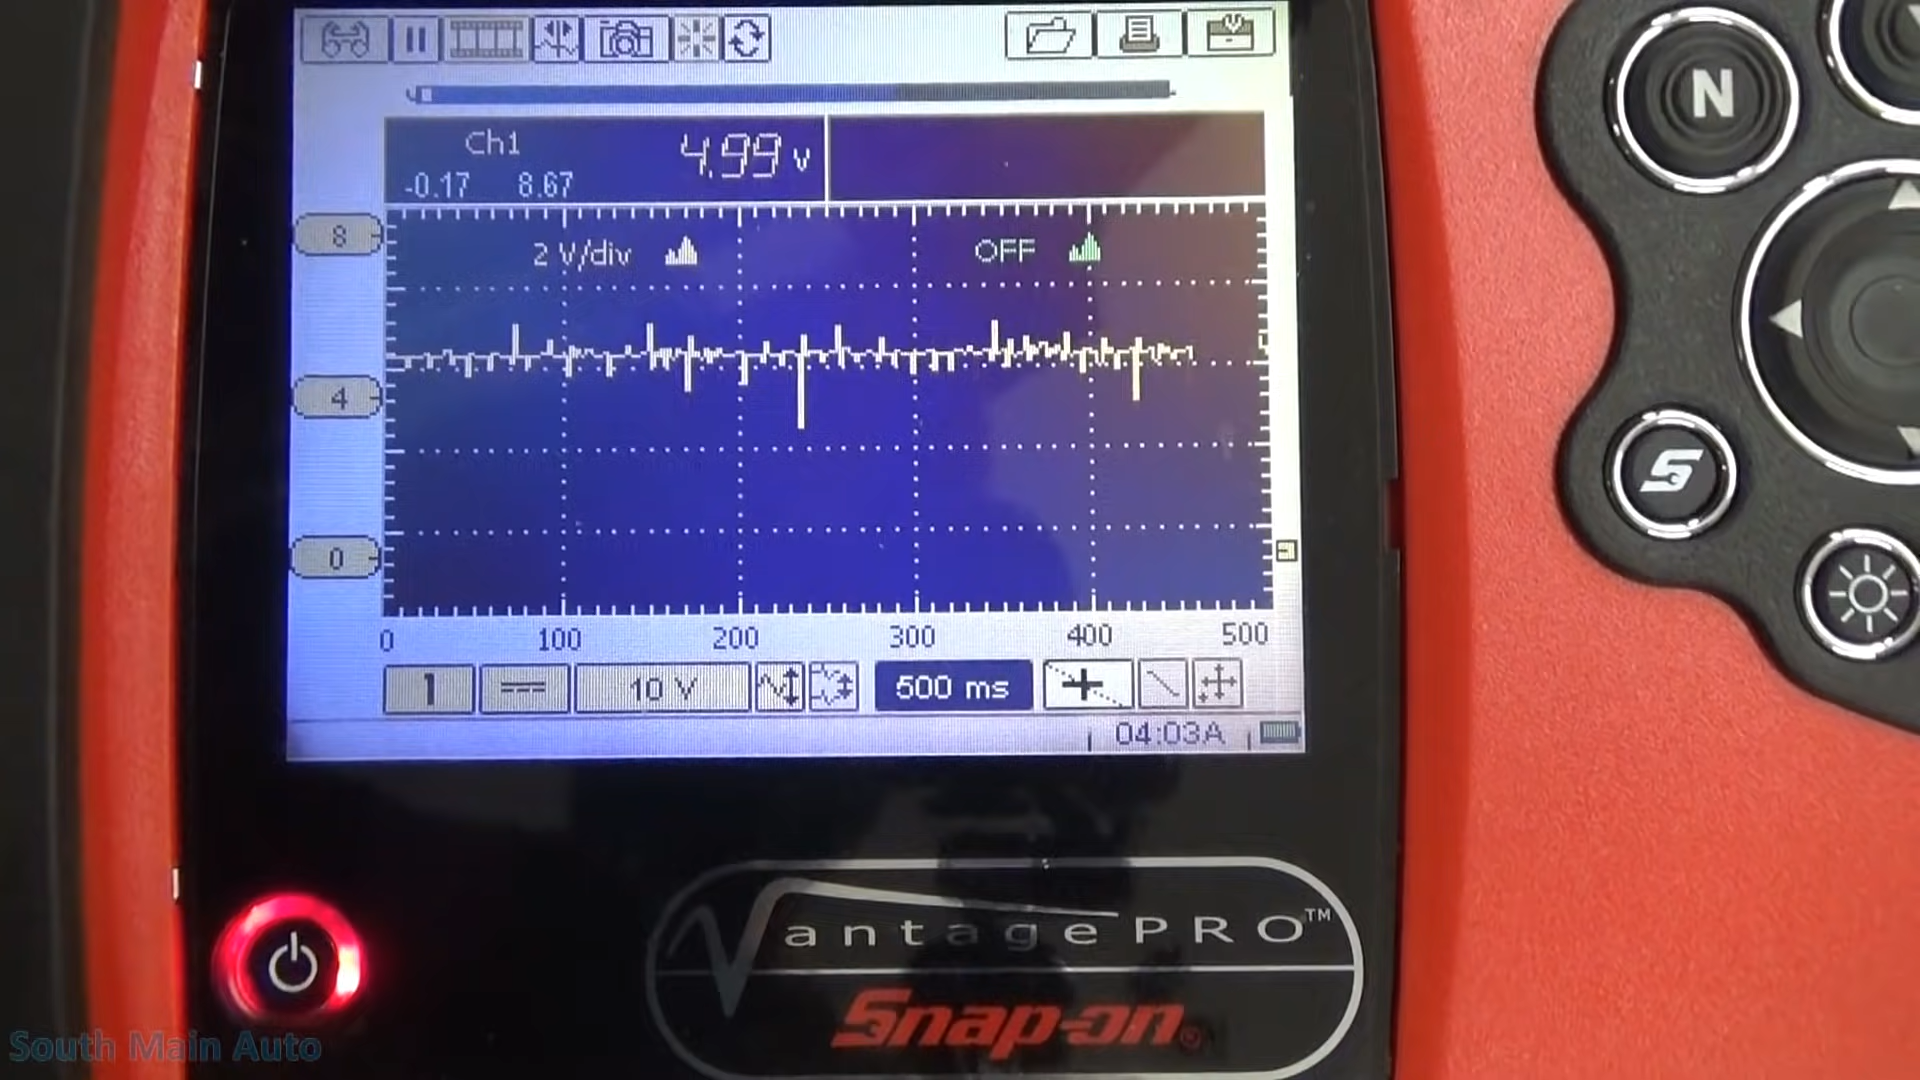 Ch1 4.99 V
-0.17 8.67
8
2 V/div OFF
4
0
0 100 200 300 400 500
1 10 V 500 ms
04:03A
N
S
VantagePRO™
Snap-on®
South Main Auto